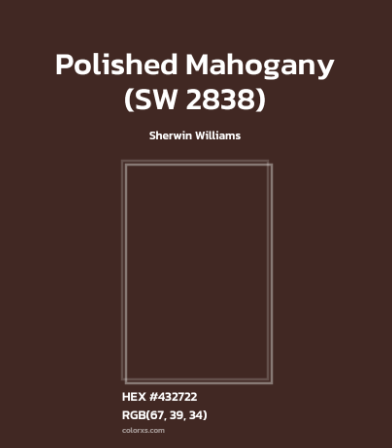 Polished Mahogany
(SW 2838)
Sherwin Williams
HEX #432722
RGB(67, 39, 34)
colorxs.com